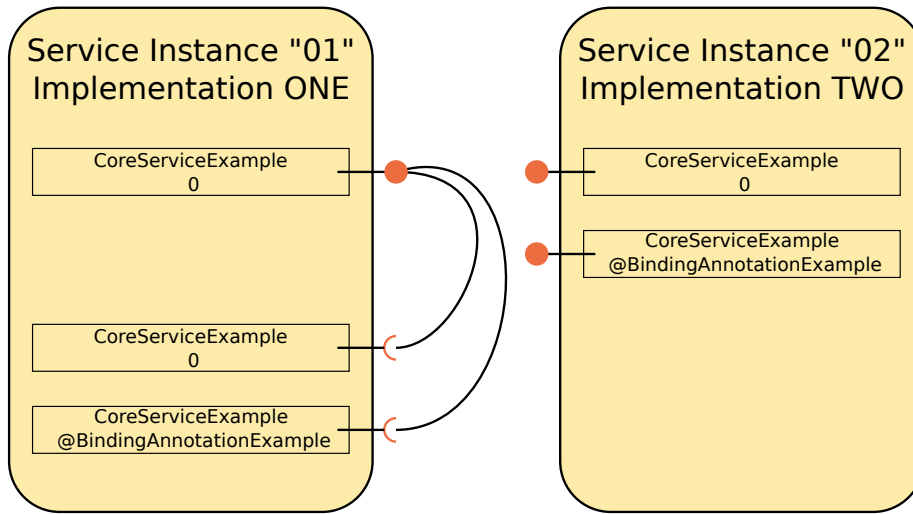 Service Instance "01"
Implementation ONE
CoreServiceExample
0
CoreServiceExample
0
CoreServiceExample
@BindingAnnotationExample
Service Instance "02"
Implementation TWO
CoreServiceExample
0
CoreServiceExample
@BindingAnnotationExample